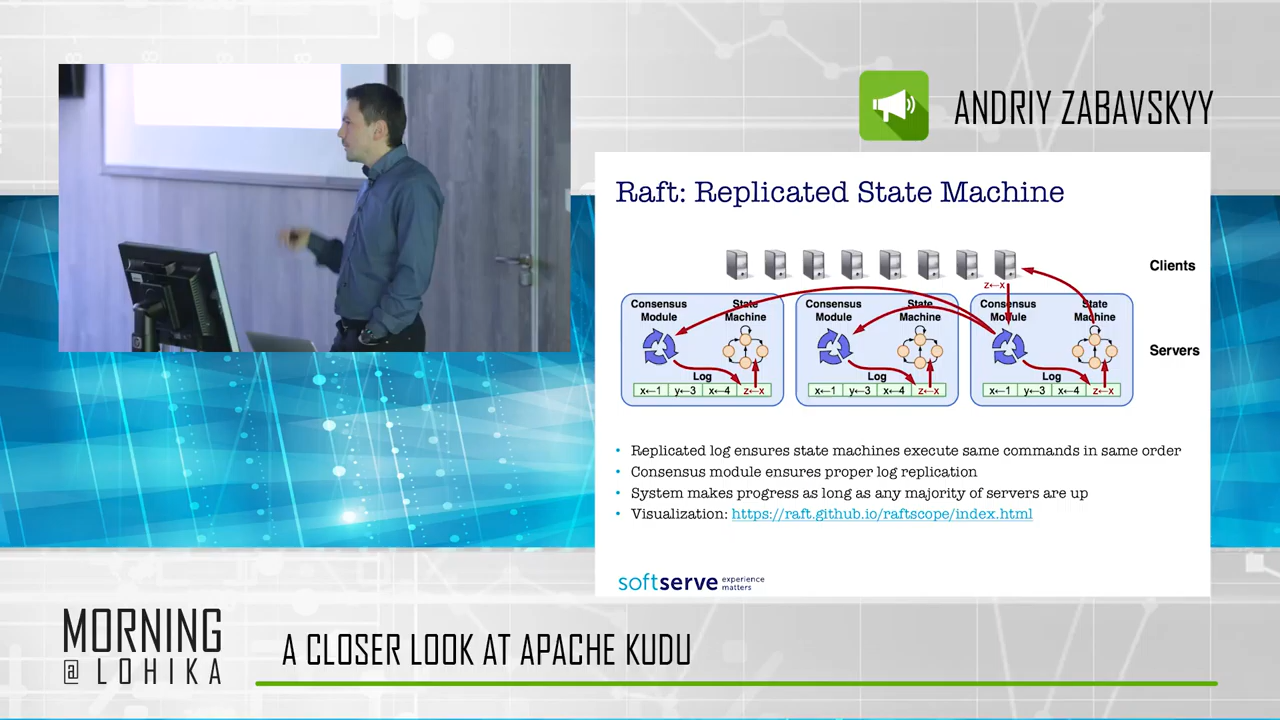 ANDRIY ZABAVSKYY
Raft: Replicated State Machine
Clients
z←x
Consensus Module
State Machine
Consensus Module
State Machine
Consensus Module
State Machine
Servers
Log
Log
Log
x←1 y←3 x←4 z←x
x←1 y←3 x←4 z←x
x←1 y←3 x←4 z←x
• Replicated log ensures state machines execute same commands in same order
• Consensus module ensures proper log replication
• System makes progress as long as any majority of servers are up
• Visualization: https://raft.github.io/raftscope/index.html
softserve experience matters
MORNING
@LOHIKA
A CLOSER LOOK AT APACHE KUDU